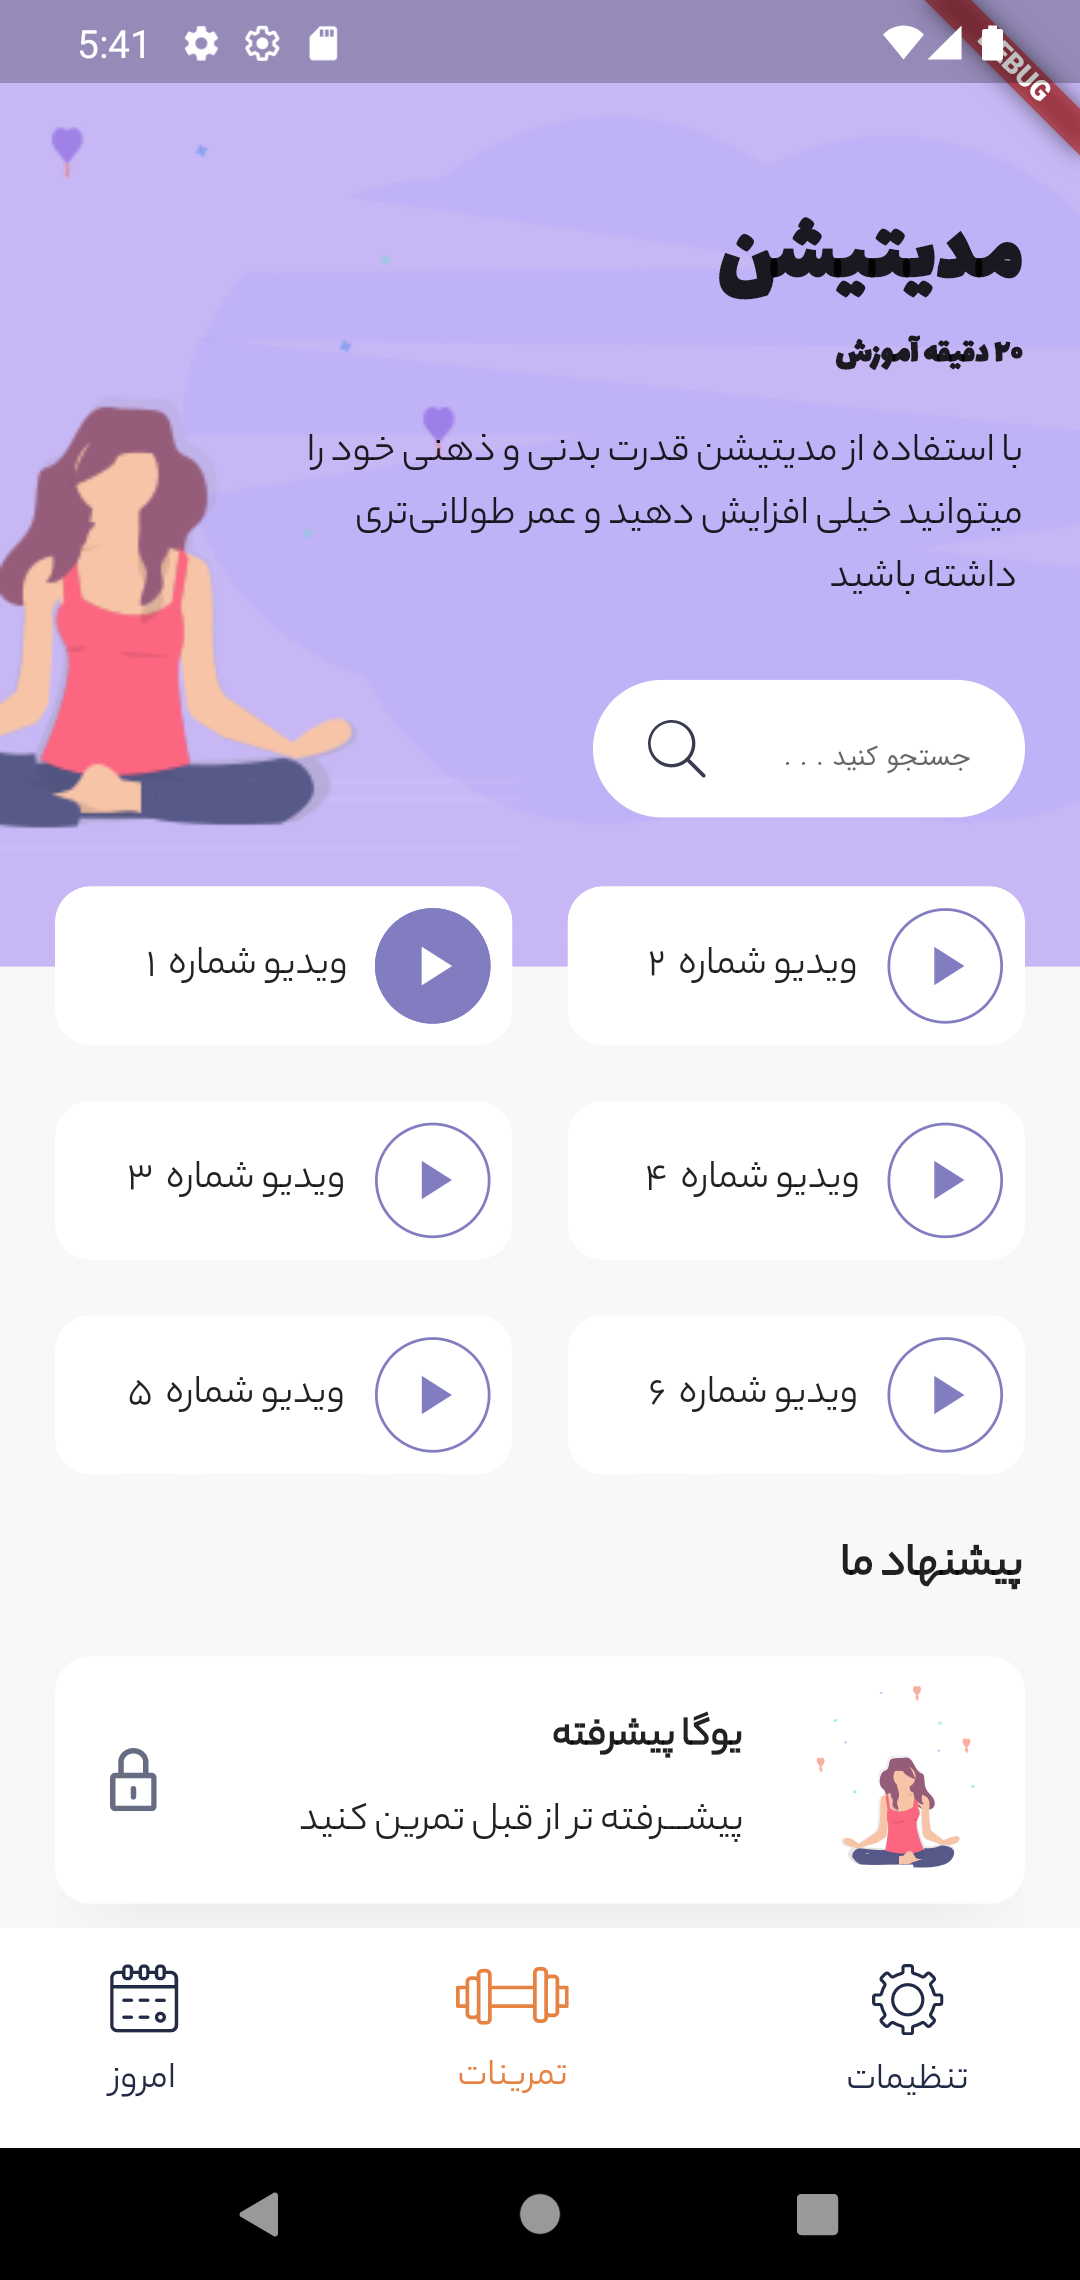 5:41
DEBUG
مدیتیشن
۲۰ دقیقه آموزش
با استفاده از مدیتیشن قدرت بدنی و ذهنی خود را
میتوانید خیلی افزایش دهید و عمر طولانی‌تری
داشته باشید
جستجو کنید . . .
ویدیو شماره ۲
ویدیو شماره ۱
ویدیو شماره ۴
ویدیو شماره ۳
ویدیو شماره ۶
ویدیو شماره ۵
پیشنهاد ما
یوگا پیشرفته
پیشــرفته تر از قبل تمرین کنید
تنظیمات
تمرینات
امروز